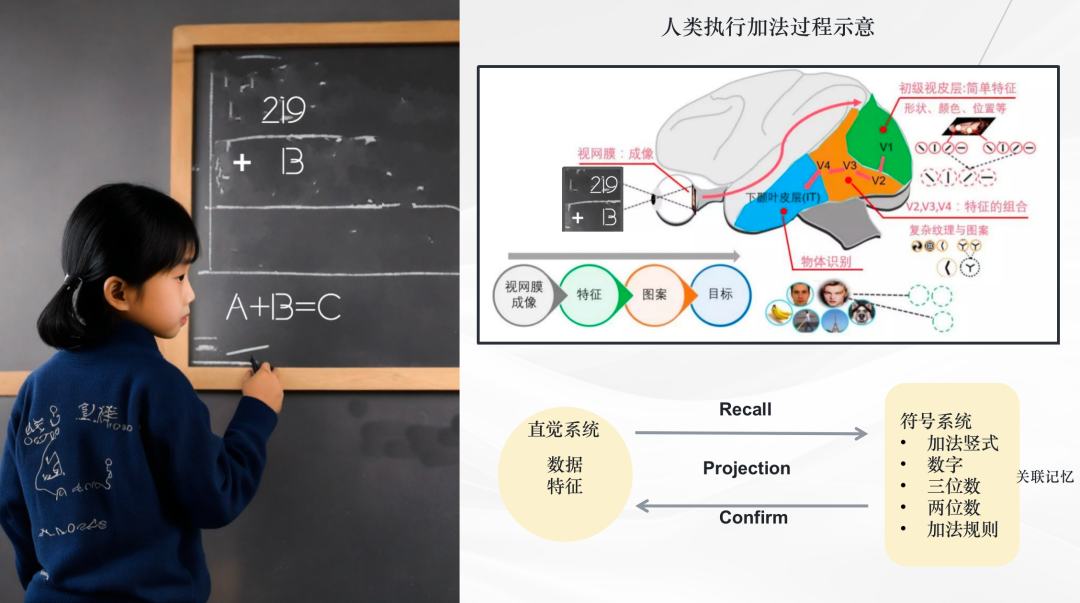 219
+ 13
A+B=C
人类执行加法过程示意
初级视皮层:简单特征
形状、颜色、位置等
视网膜：成像
V1
V4
V3
V2
219
+ 13
下颞叶皮层(IT)
V2,V3,V4：特征的组合
复杂纹理与图案
物体识别
视网膜
成像
特征
图案
目标
直觉系统
数据
特征
Recall
Projection
Confirm
符号系统
• 加法竖式
• 数字
• 三位数
• 两位数
• 加法规则
关联记忆